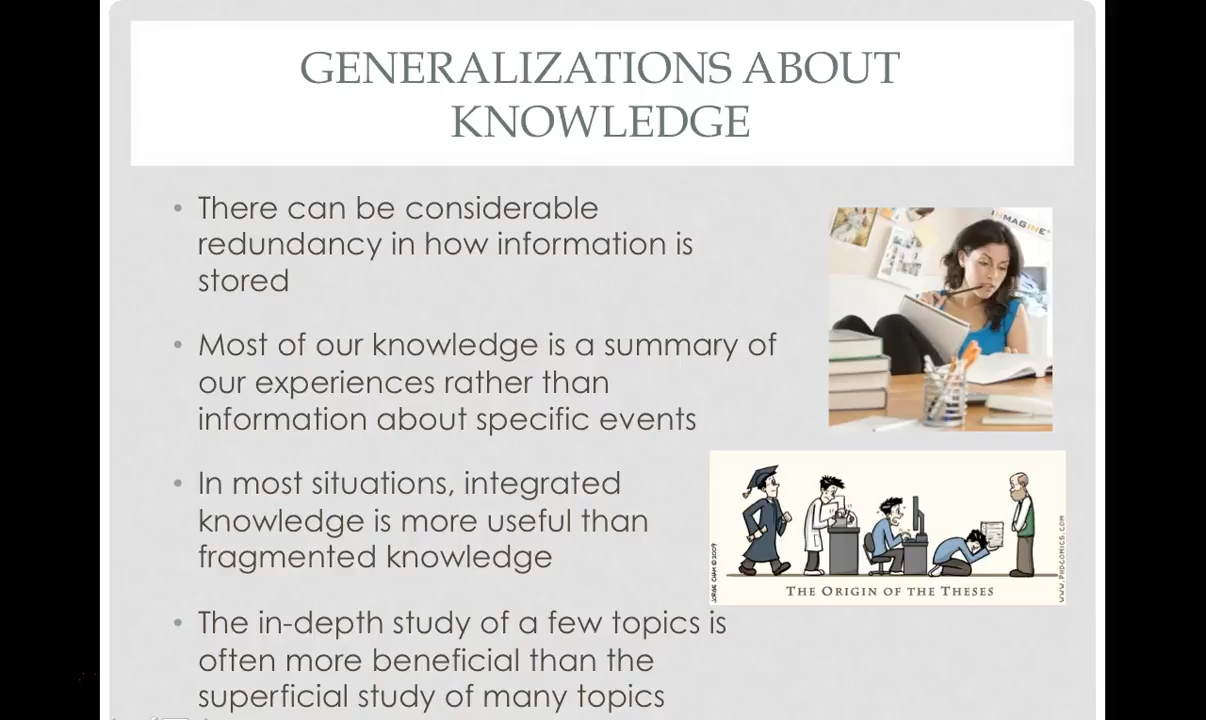 GENERALIZATIONS ABOUT
KNOWLEDGE
• There can be considerable
redundancy in how information is
stored
• Most of our knowledge is a summary of
our experiences rather than
information about specific events
• In most situations, integrated
knowledge is more useful than
fragmented knowledge
• The in-depth study of a few topics is
often more beneficial than the
superficial study of many topics
INMAGINE
JORGE CHAM © 2009
THE ORIGIN OF THE THESES
WWW.PHDCOMICS.COM